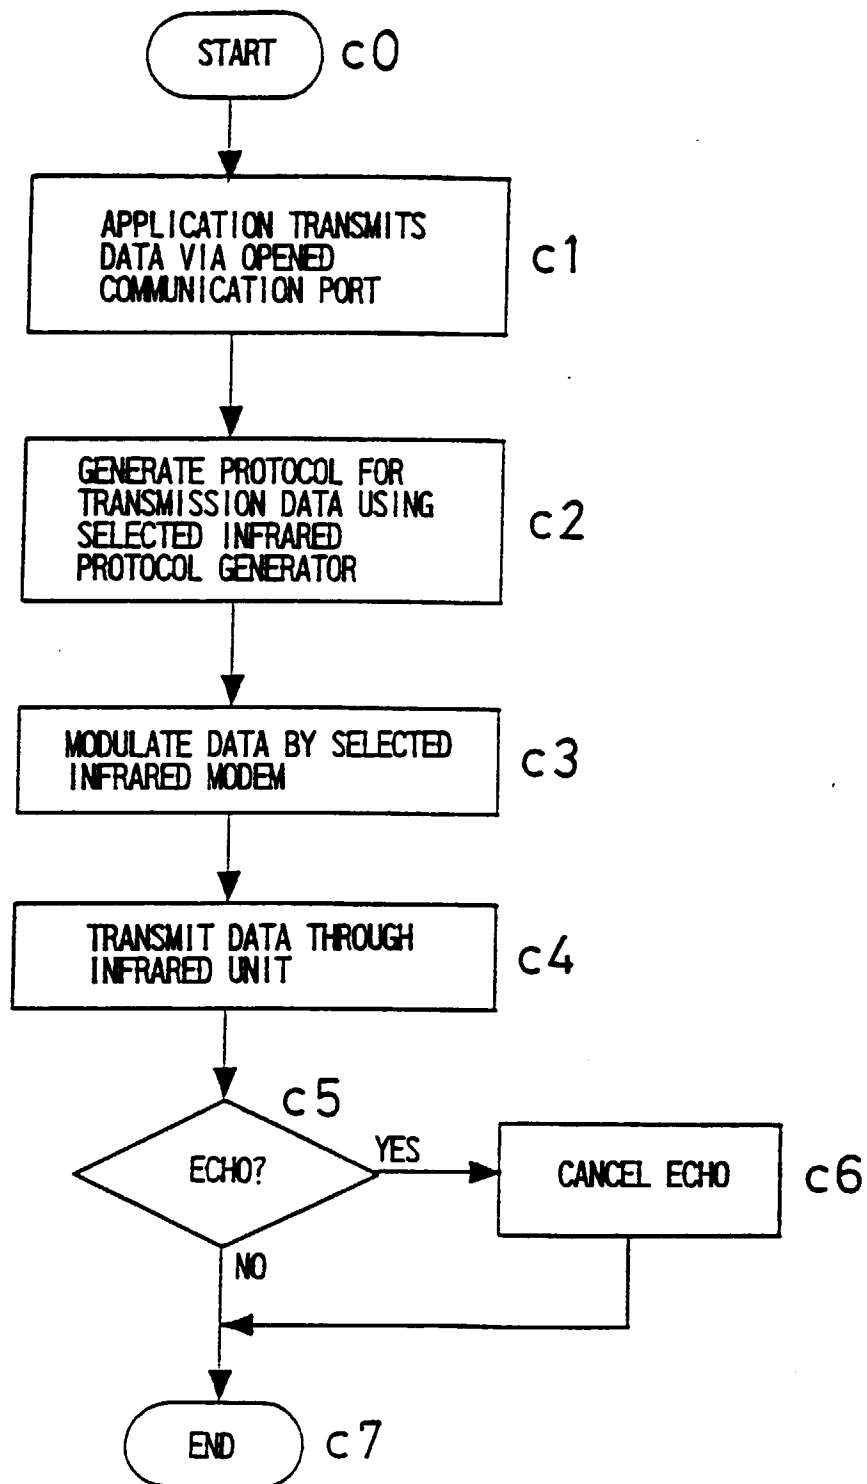 START
c0
APPLICATION TRANSMITS
DATA VIA OPENED
COMMUNICATION PORT
c1
GENERATE PROTOCOL FOR
TRANSMISSION DATA USING
SELECTED INFRARED
PROTOCOL GENERATOR
c2
MODULATE DATA BY SELECTED
INFRARED MODEM
c3
TRANSMIT DATA THROUGH
INFRARED UNIT
c4
c5
ECHO?
YES
CANCEL ECHO
c6
NO
END
c7